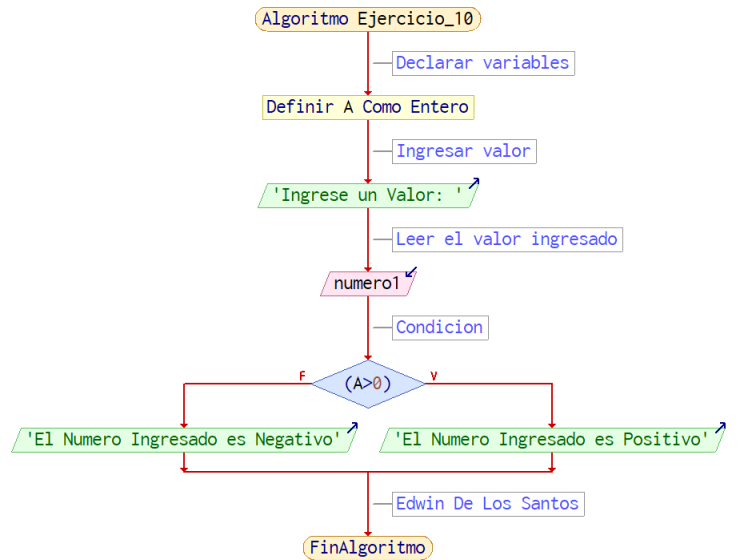 Algoritmo Ejercicio_10
Declarar variables
Definir A Como Entero
Ingresar valor
'Ingrese un Valor: '
Leer el valor ingresado
numero1
Condicion
F
(A>0)
V
'El Numero Ingresado es Negativo'
'El Numero Ingresado es Positivo'
Edwin De Los Santos
FinAlgoritmo